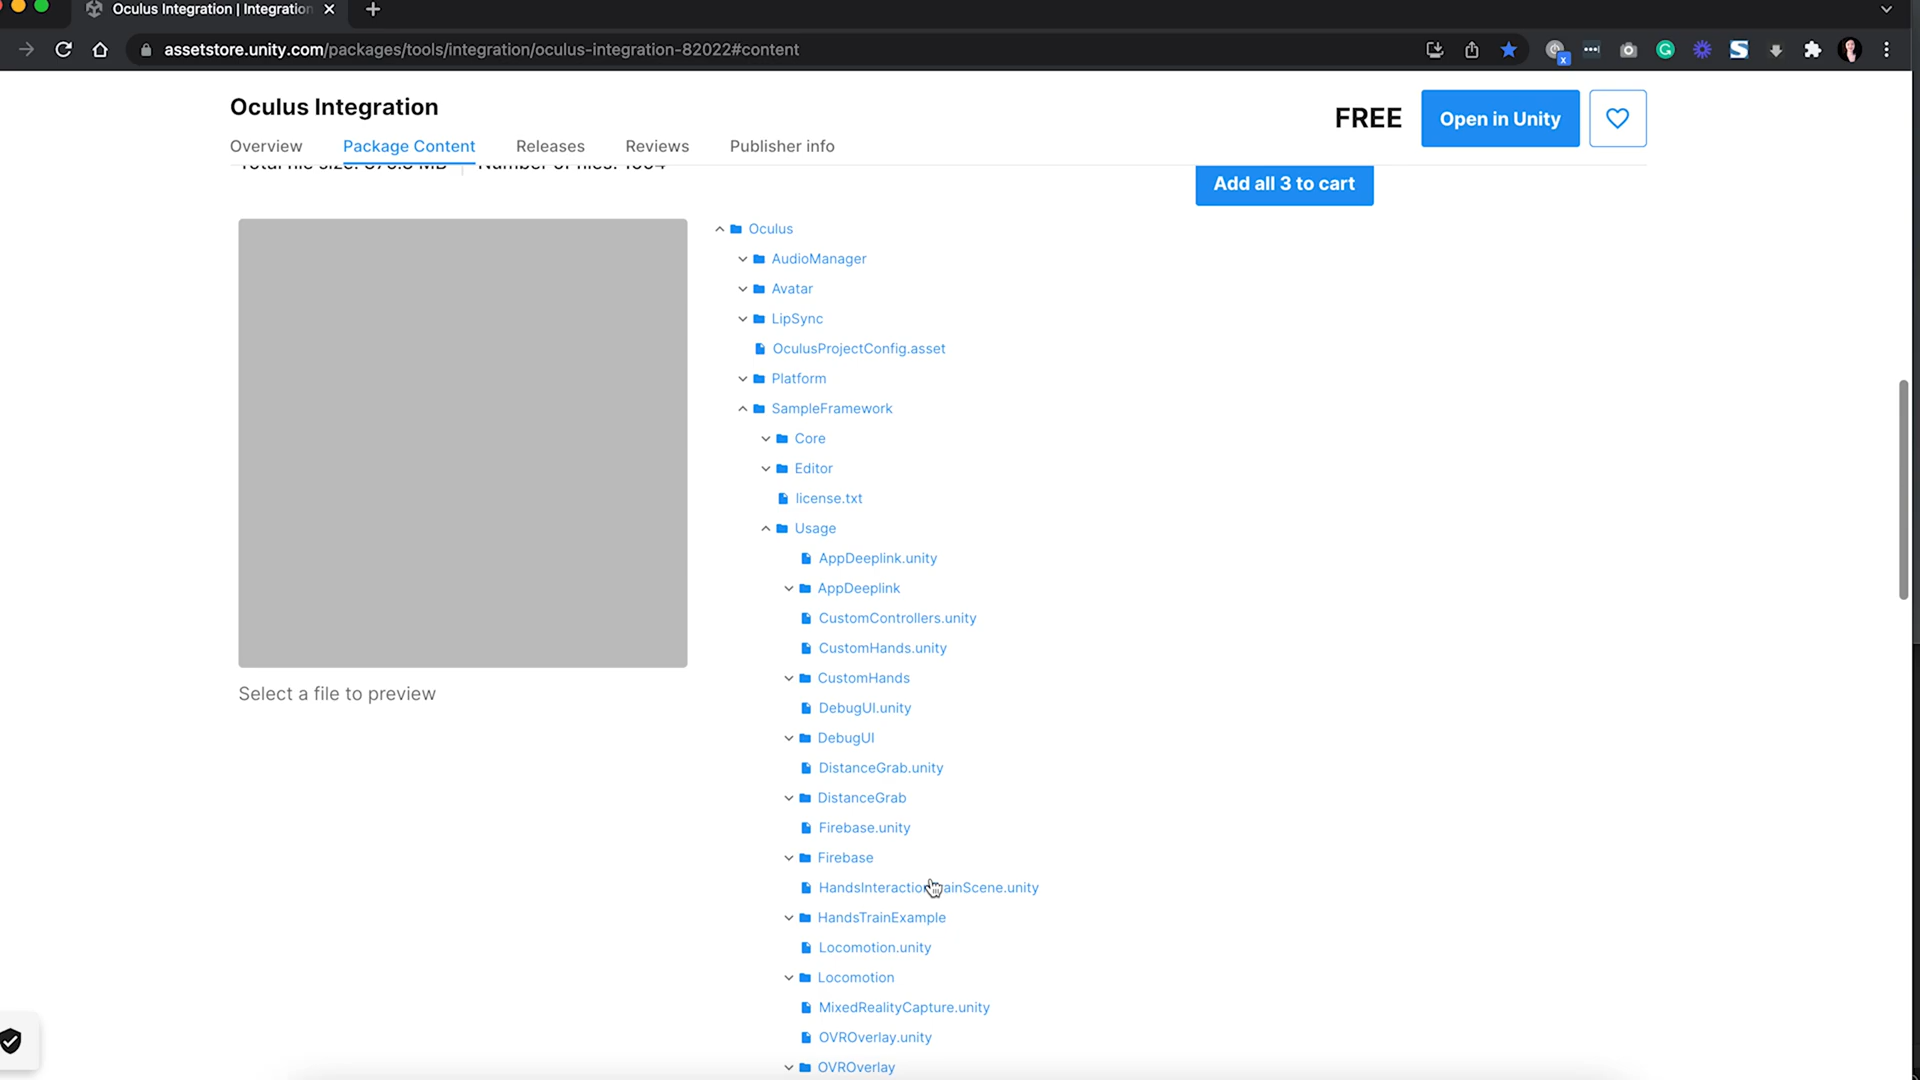 Oculus Integration | Integration
assetstore.unity.com/packages/tools/integration/oculus-integration-82022#content
Oculus Integration
FREE
Open in Unity
Overview
Package Content
Releases
Reviews
Publisher info
Add all 3 to cart
Oculus
AudioManager
Avatar
LipSync
OculusProjectConfig.asset
Platform
SampleFramework
Core
Editor
license.txt
Usage
AppDeeplink.unity
AppDeeplink
CustomControllers.unity
CustomHands.unity
CustomHands
DebugUI.unity
DebugUI
DistanceGrab.unity
DistanceGrab
Firebase.unity
Firebase
HandsInteractionTrainScene.unity
HandsTrainExample
Locomotion.unity
Locomotion
MixedRealityCapture.unity
OVROverlay.unity
OVROverlay
Select a file to preview